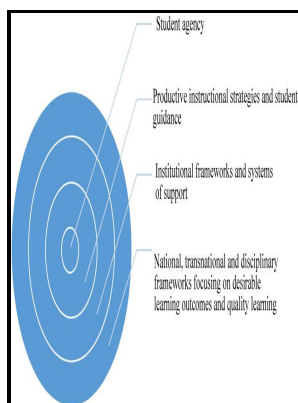 Student agency
Productive instructional strategies and student
guidance
Institutional frameworks and systems
of support
National, transnational and disciplinary
frameworks focusing on desirable
learning outcomes and quality learning